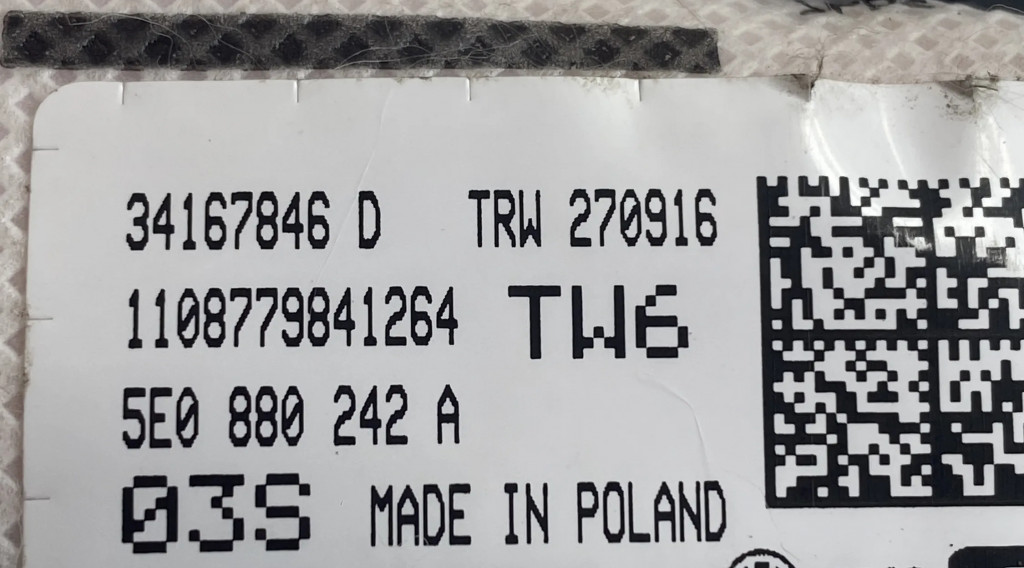 34167846 D TRW 270916
1108779841264 TW6
5E0 880 242 A
03S MADE IN POLAND